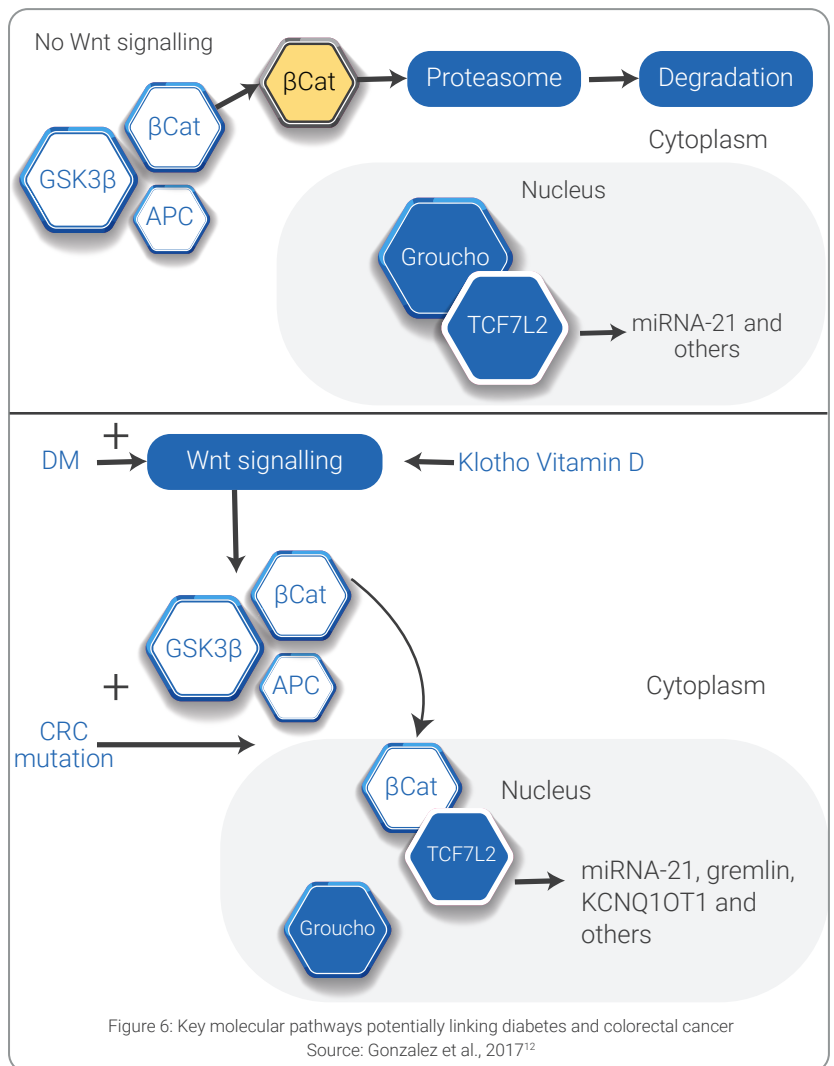 No Wnt signalling
βCat
βCat
Proteasome
Degradation
GSK3β
APC
Cytoplasm
Nucleus
Groucho
TCF7L2
miRNA-21 and
others
+
DM
Wnt signalling
Klotho Vitamin D
βCat
GSK3β
APC
+
CRC
mutation
Cytoplasm
βCat
Nucleus
TCF7L2
miRNA-21, gremlin,
KCNQ1OT1 and
others
Groucho
Figure 6: Key molecular pathways potentially linking diabetes and colorectal cancer
Source: Gonzalez et al., 2017¹²